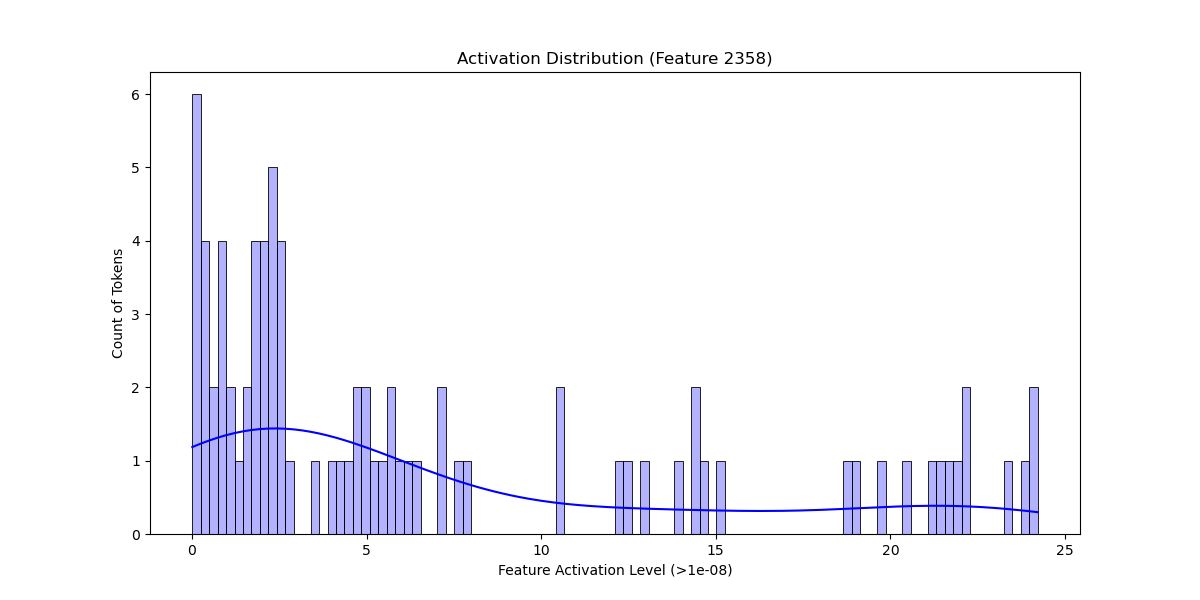 Activation Distribution (Feature 2358)
6
5
4
3
2
1
0
Count of Tokens
0 5 10 15 20 25
Feature Activation Level (>1e-08)